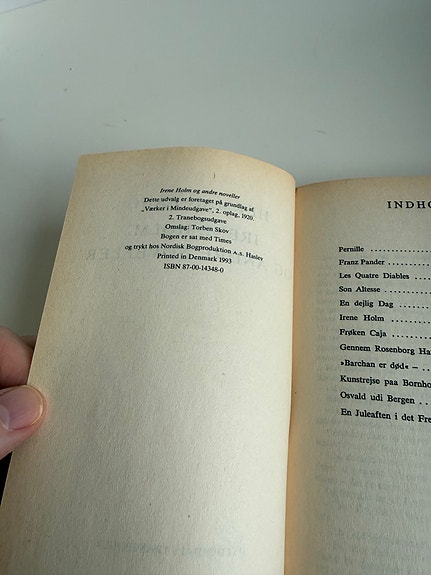 Irene Holm og andre noveller
Dette udvalg er foretaget på grundlag af
„Værker i Mindeudgave“, 2. oplag, 1920
2. Tranebogsudgave
Omslag: Torben Skov
Bogen er sat med Times
og trykt hos Nordisk Bogproduktion A.S. Haslev
Printed in Denmark 1993
ISBN 87-00-14348-0
INDHO
Pernille
Franz Pander
Les Quatre Diables
Son Altesse
En dejlig Dag
Irene Holm
Frøken Caja
Gennem Rosenborg Ha
»Barchan er død« –
Kunstrejse paa Bornho
Osvald udi Bergen
En Juleaften i det Fre